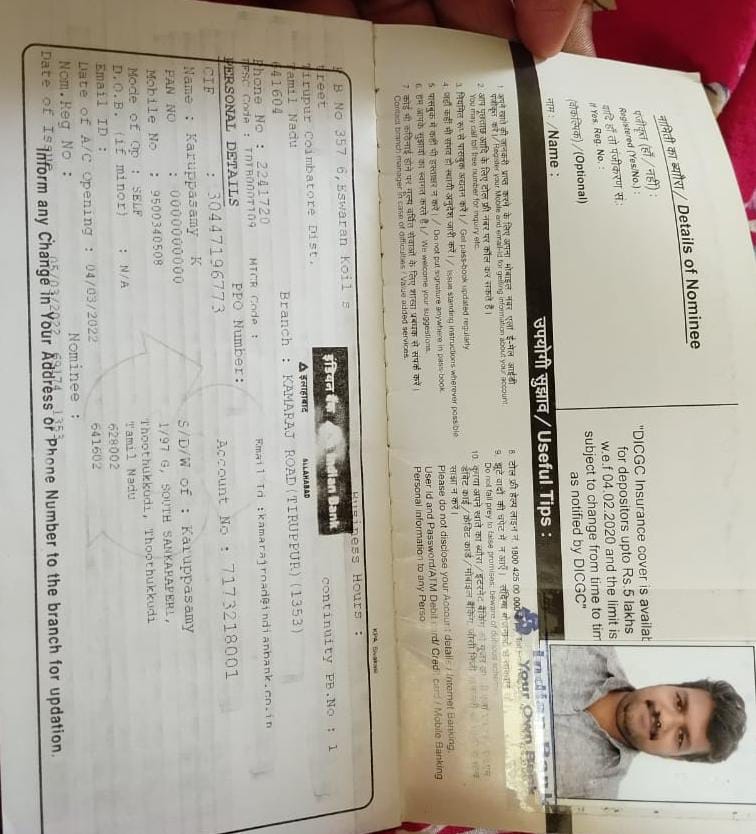 नामिती का ब्यौरा / Details of Nominee
पंजीकृत (हाँ / नहीं) :
Registered (Yes/No.) :
यदि हाँ तो पंजीकरण सं:
If Yes. Reg. No. :
(वैकल्पिक)/(Optional)
नाम: /Name :
"DICGC Insurance cover is availab
for depositors upto Rs.5 lakhs
w.e.f 04.02.2020 and the limit is
subject to change from time to tim
as notified by DICGC"
Indian Bank
Your Own Bank
उपयोगी सुझाव / Useful Tips :
1. अपने खाते की जानकारी प्राप्त करने के लिए अपना मोबाइल नंबर एवं ई-मेल आईडी
पंजीकृत करें।/ Register your Mobile and email-id for getting information about your account.
2. आप पूछताछ आदि के लिए टोल फ्री नंबर पर कॉल कर सकते हैं।
You may call toll free number for inquiry etc.
3. नियमित रूप से पासबुक अद्यतन करें।/ Get pass-book updated regularly
4. जहाँ कहीं भी संभव हो स्थायी अनुदेश जारी करें।/ Issue standing instructions wherever possible
5. पासबुक में कहीं भी हस्ताक्षर न करें।/ Do not put signature anywhere in pass-book.
6. हम आपके सुझावों का स्वागत करते हैं।/ We welcome your suggestions.
7. कोई भी कठिनाई होने पर मूल्य वर्धित सेवाओं के लिए शाखा प्रबंधक से संपर्क करें।
Contact branch manager in case of difficulties / Value added services.
8. टोल फ्री हेल्प लाइन नं. 1800 425 00 000
9. झूटे वादों की चपेट में न आएँ।
Do not fall prey to false promises; beware of dubious
10. कृपया अपने खाते का ब्यौरा / इंटरनेट बैंकिंग
डेबिट कार्ड / क्रेडिट कार्ड / मोबाइल बैंकिंग,
साझा न करें।
Please do not disclose your Account details / Internet Banking,
User Id and Password/ATM Debit card/ Credit card / Mobile Banking
Personal information to any Perso
KPA, Sivakasi
B No 357 6,Eswaran Koil s
treet
Tirupur Coimbatore Dist.
Tamil Nadu
641604
Phone No : 2241720
IFSC Code : IDIB000T109 MICR Code :
इंडियन बैंक Indian Bank
इलाहाबाद ALLAHABAD
Business Hours :
continuity PB.No : 1
Branch : KAMARAJ ROAD(TIRUPPUR) (1353)
Email Id :kamarajroad@indianbank.co.in
PERSONAL DETAILS PPO Number:
CIF : 30447196773
Account No : 7173218001
Name : Karuppasamy K
PAN NO : 0000000000
Mobile No : 9500340508
Mode of Op : SELF
D.O.B. (if minor) : N/A
Email ID :
Date of A/C Opening : 04/03/2022
Nom.Reg No :
Nominee :
S/D/W of : Karuppasamy
1/97 G, SOUTH SANKARAPERI,
Thoothukkudi, Thoothukkudi
Tamil Nadu
628002
641602
Date of Issue : 05/03/2022 69174 1353
Inform any Change in Your Address or Phone Number to the branch for updation.